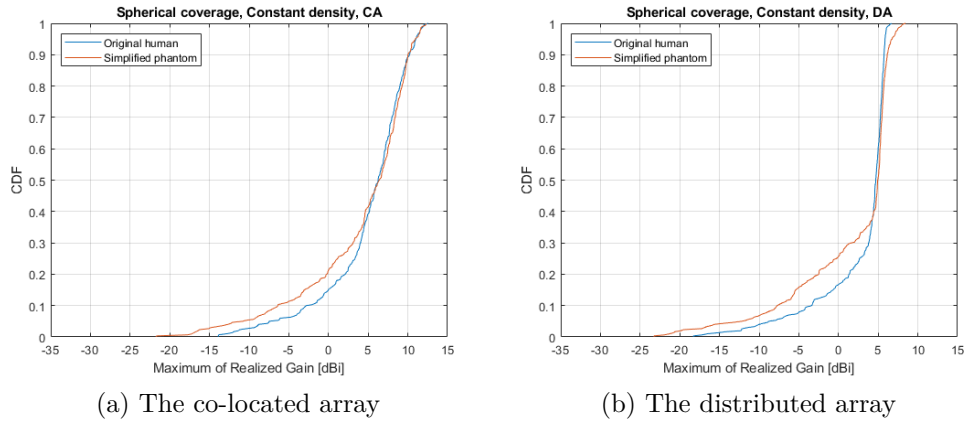 Spherical coverage, Constant density, CA
Original human
Simplified phantom
1
0.9
0.8
0.7
0.6
0.5
0.4
0.3
0.2
0.1
0
CDF
-35 -30 -25 -20 -15 -10 -5 0 5 10 15
Maximum of Realized Gain [dBi]
(a) The co-located array
Spherical coverage, Constant density, DA
Original human
Simplified phantom
1
0.9
0.8
0.7
0.6
0.5
0.4
0.3
0.2
0.1
0
CDF
-35 -30 -25 -20 -15 -10 -5 0 5 10 15
Maximum of Realized Gain [dBi]
(b) The distributed array